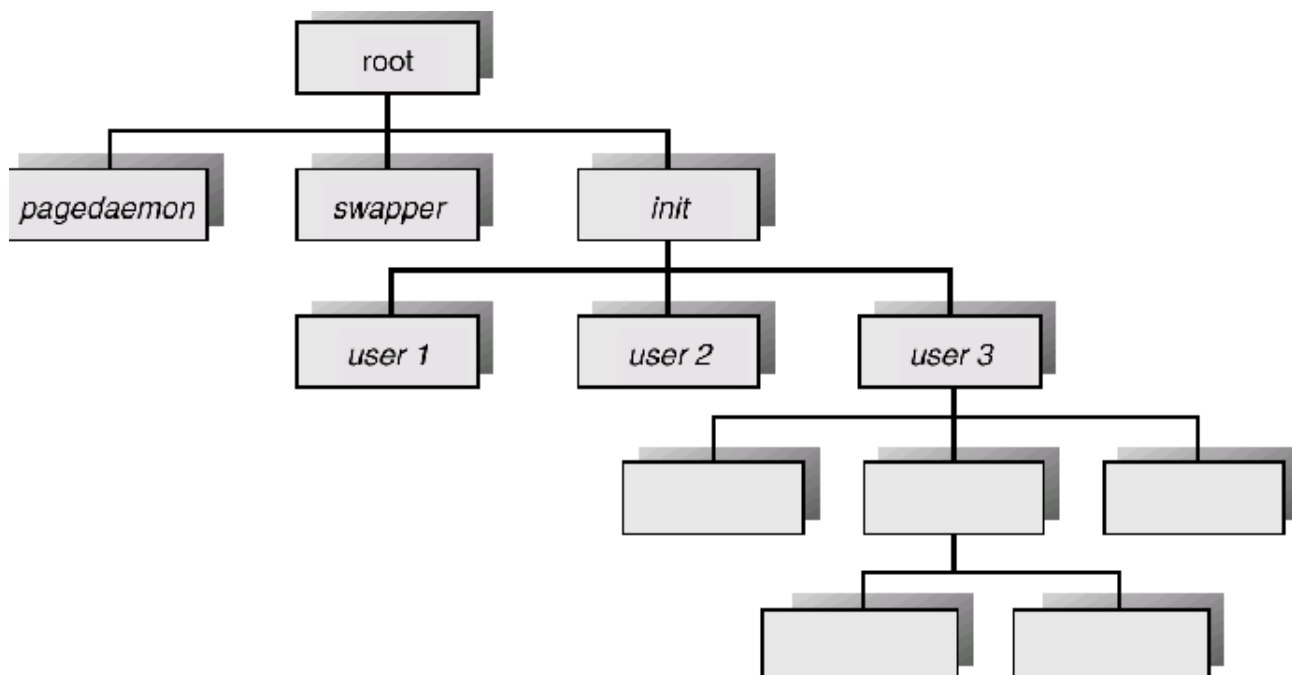 root
pagedaemon
swapper
init
user 1
user 2
user 3